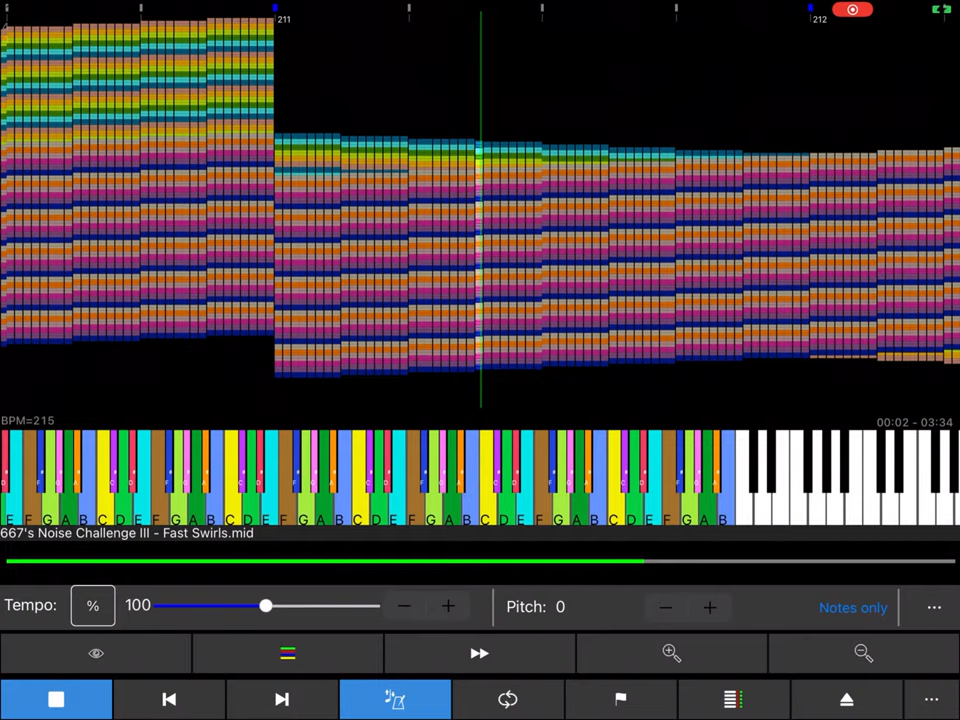 211
212
BPM=215
00:02 - 03:34
E F G A B C D E F G A B C D E F G A B C D E F G A B C D E F G A B
667's Noise Challenge III - Fast Swirls.mid
Tempo: % 100 Pitch: 0 Notes only